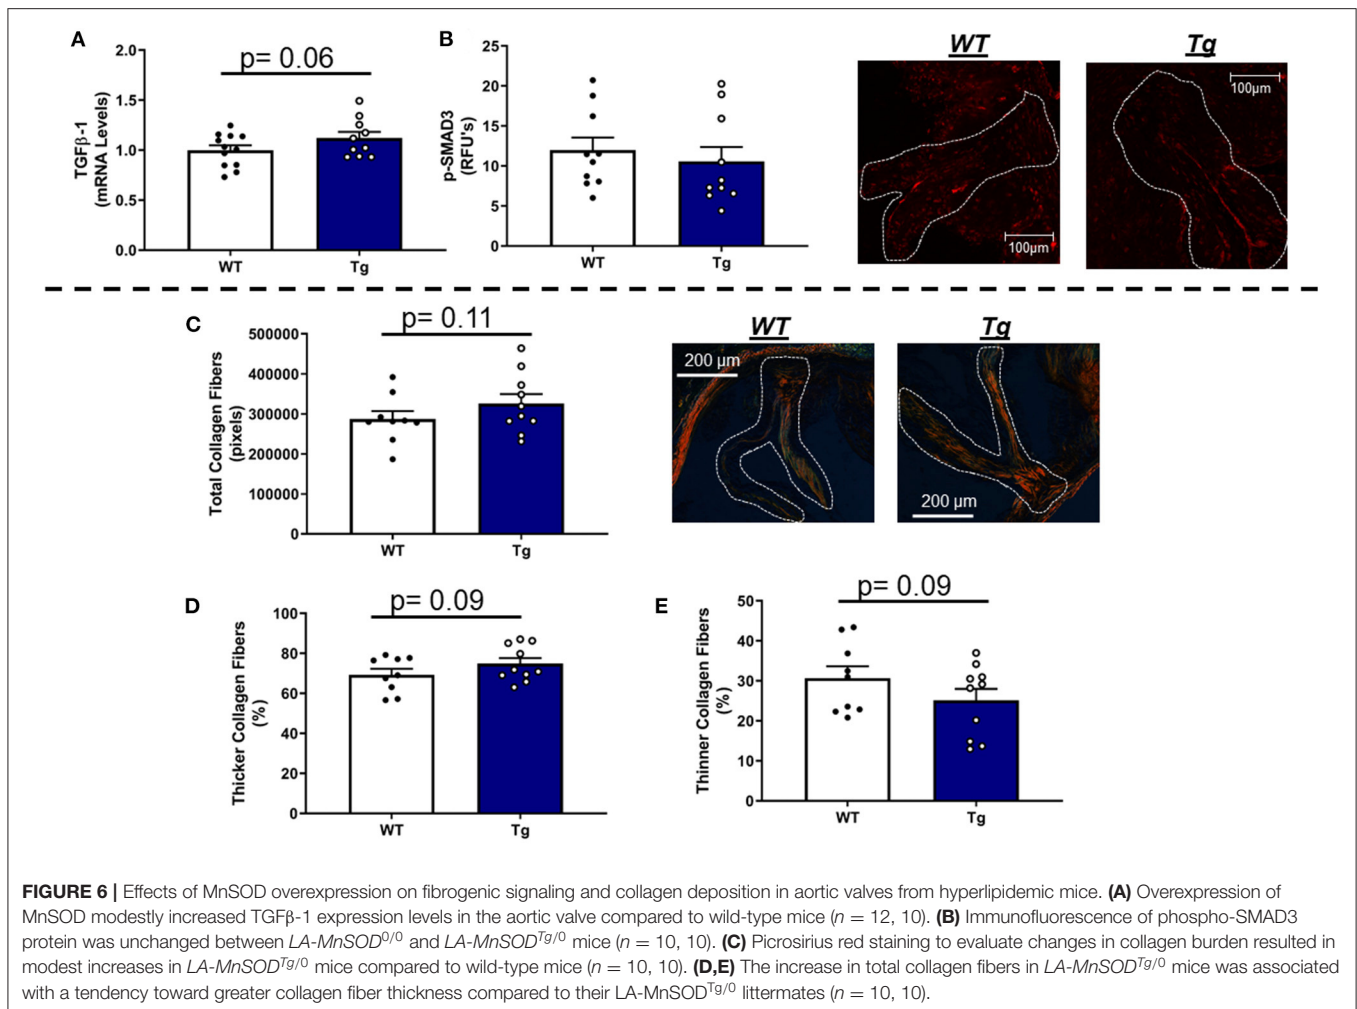 A
p= 0.06
TGFβ-1
(mRNA Levels)
2.0
1.5
1.0
0.5
0.0
WT
Tg
B
p-SMAD3
(RFU's)
25
20
15
10
5
0
WT
Tg
WT
100µm
Tg
100µm
C
p= 0.11
Total Collagen Fibers
(pixels)
500000
400000
300000
200000
100000
0
WT
Tg
WT
200 µm
Tg
200 µm
D
p= 0.09
Thicker Collagen Fibers
(%)
100
80
60
40
20
0
WT
Tg
E
p= 0.09
Thinner Collagen Fibers
(%)
50
40
30
20
10
0
WT
Tg
FIGURE 6 | Effects of MnSOD overexpression on fibrogenic signaling and collagen deposition in aortic valves from hyperlipidemic mice. (A) Overexpression of
MnSOD modestly increased TGFβ-1 expression levels in the aortic valve compared to wild-type mice (n = 12, 10). (B) Immunofluorescence of phospho-SMAD3
protein was unchanged between LA-MnSOD0/0 and LA-MnSODTg/0 mice (n = 10, 10). (C) Picrosirius red staining to evaluate changes in collagen burden resulted in
modest increases in LA-MnSODTg/0 mice compared to wild-type mice (n = 10, 10). (D,E) The increase in total collagen fibers in LA-MnSODTg/0 mice was associated
with a tendency toward greater collagen fiber thickness compared to their LA-MnSODTg/0 littermates (n = 10, 10).